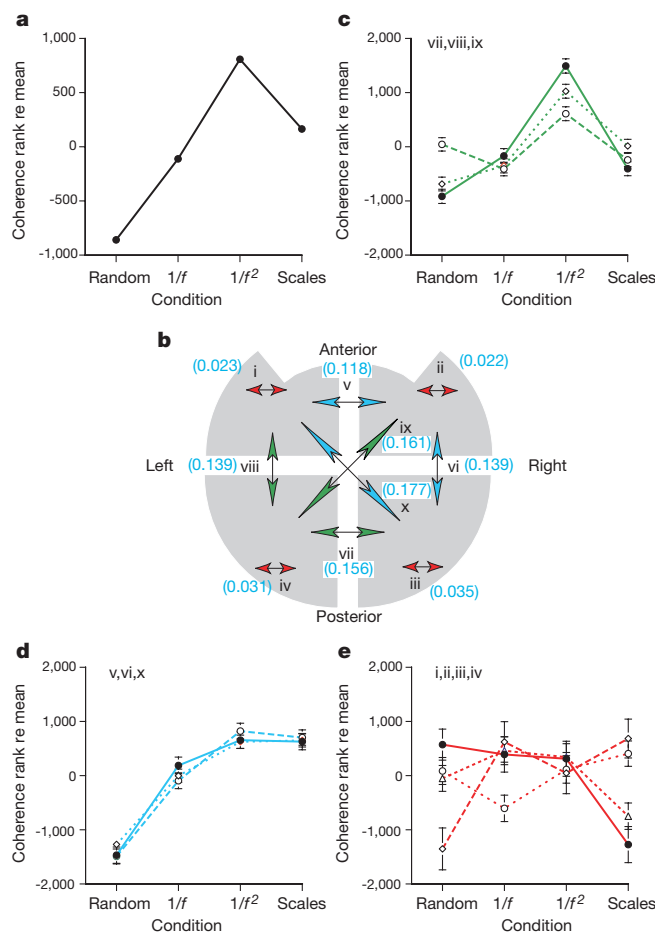 a
1,000
500
0
–500
–1,000
Coherence rank re mean
Random 1/f 1/f² Scales
Condition
c
vii,viii,ix
2,000
1,000
0
–1,000
–2,000
Coherence rank re mean
Random 1/f 1/f² Scales
Condition
b
Anterior
(0.023)
i
(0.118)
v
(0.022)
ii
ix
(0.161)
Left
(0.139)
viii
vi
(0.139)
Right
(0.177)
x
vii
(0.156)
(0.031)
iv
iii
(0.035)
Posterior
d
v,vi,x
2,000
1,000
0
–1,000
–2,000
Coherence rank re mean
Random 1/f 1/f² Scales
Condition
e
i,ii,iii,iv
2,000
1,000
0
–1,000
–2,000
Coherence rank re mean
Random 1/f 1/f² Scales
Condition